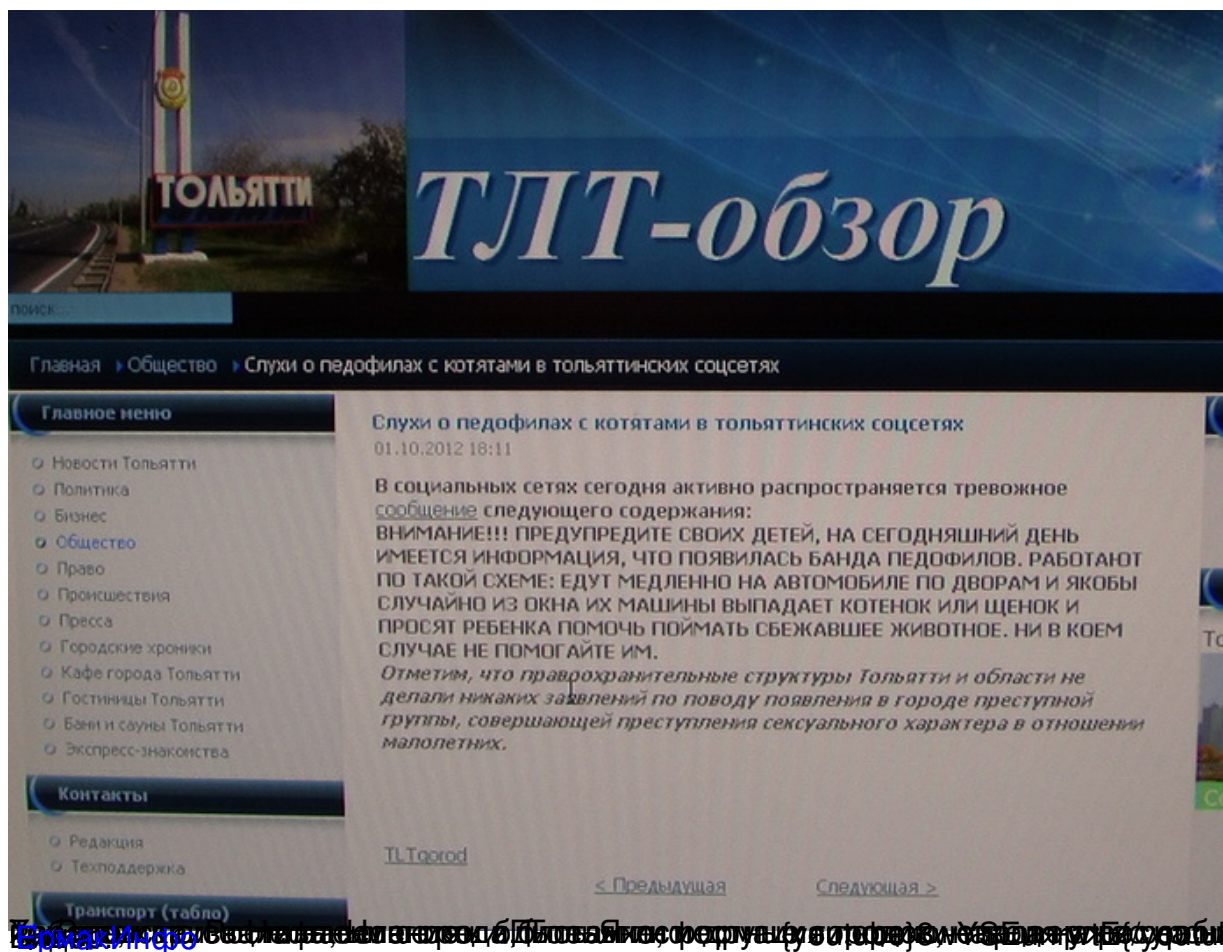 ТОЛЬЯТТИ
ТЛТ-обзор
поиск...
Главная Общество Слухи о педофилах с котятами в тольяттинских соцсетях
Главное меню
Новости Тольятти
Политика
Бизнес
Общество
Право
Происшествия
Пресса
Городские хроники
Кафе города Тольятти
Гостиницы Тольятти
Бани и сауны Тольятти
Экспресс-знакомства
Контакты
Редакция
Техподдержка
Транспорт (табло)
Слухи о педофилах с котятами в тольяттинских соцсетях
01.10.2012 18:11
В социальных сетях сегодня активно распространяется тревожное
сообщение следующего содержания:
ВНИМАНИЕ!!! ПРЕДУПРЕДИТЕ СВОИХ ДЕТЕЙ, НА СЕГОДНЯШНИЙ ДЕНЬ
ИМЕЕТСЯ ИНФОРМАЦИЯ, ЧТО ПОЯВИЛАСЬ БАНДА ПЕДОФИЛОВ. РАБОТАЮТ
ПО ТАКОЙ СХЕМЕ: ЕДУТ МЕДЛЕННО НА АВТОМОБИЛЕ ПО ДВОРАМ И ЯКОБЫ
СЛУЧАЙНО ИЗ ОКНА ИХ МАШИНЫ ВЫПАДАЕТ КОТЕНОК ИЛИ ЩЕНОК И
ПРОСЯТ РЕБЕНКА ПОМОЧЬ ПОЙМАТЬ СБЕЖАВШЕЕ ЖИВОТНОЕ. НИ В КОЕМ
СЛУЧАЕ НЕ ПОМОГАЙТЕ ИМ.
Отметим, что правоохранительные структуры Тольятти и области не
делали никаких заявлений по поводу появления в городе преступной
группы, совершающей преступления сексуального характера в отношении
малолетних.
TLTgorod
< Предыдущая Следующая >
ЕрмакИнфо